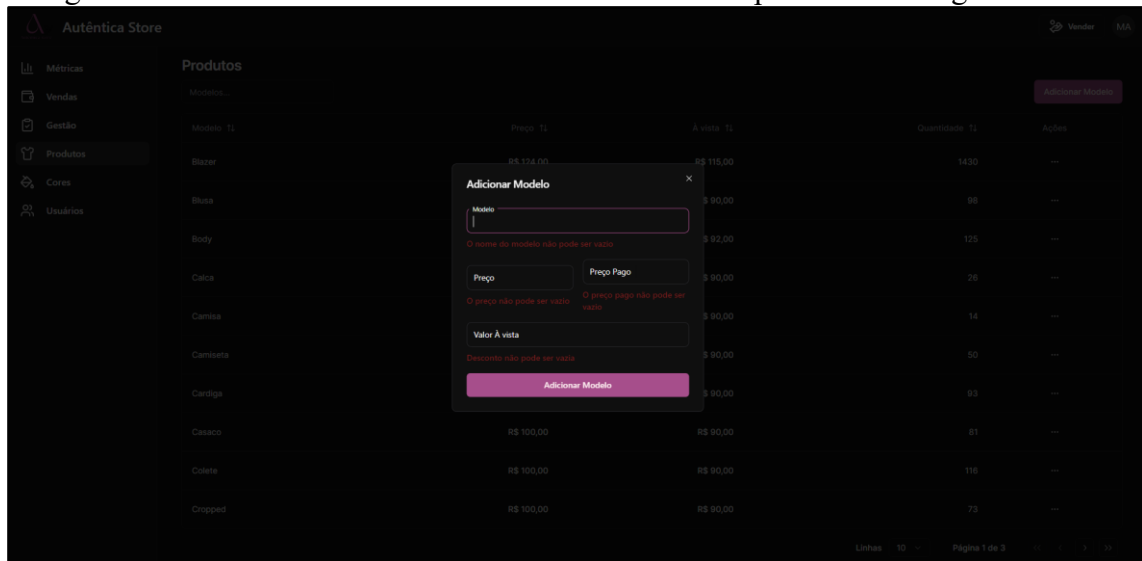 Autêntica Store
Vender MA
Métricas
Vendas
Gestão
Produtos
Cores
Usuários
Produtos
Modelos...
Adicionar Modelo
Modelo Preço À vista Quantidade Ações
Blazer R$ 124,00 R$ 115,00 1430 ...
Blusa $ 90,00 98 ...
Body $ 92,00 125 ...
Calca $ 90,00 26 ...
Camisa $ 90,00 14 ...
Camiseta $ 90,00 50 ...
Cardiga $ 90,00 93 ...
Casaco R$ 100,00 R$ 90,00 81 ...
Colete R$ 100,00 R$ 90,00 116 ...
Cropped R$ 100,00 R$ 90,00 73 ...
Adicionar Modelo
Modelo
O nome do modelo não pode ser vazio
Preço
O preço não pode ser vazio
Preço Pago
O preço pago não pode ser
vazio
Valor À vista
Desconto não pode ser vazia
Adicionar Modelo
Linhas 10 Página 1 de 3